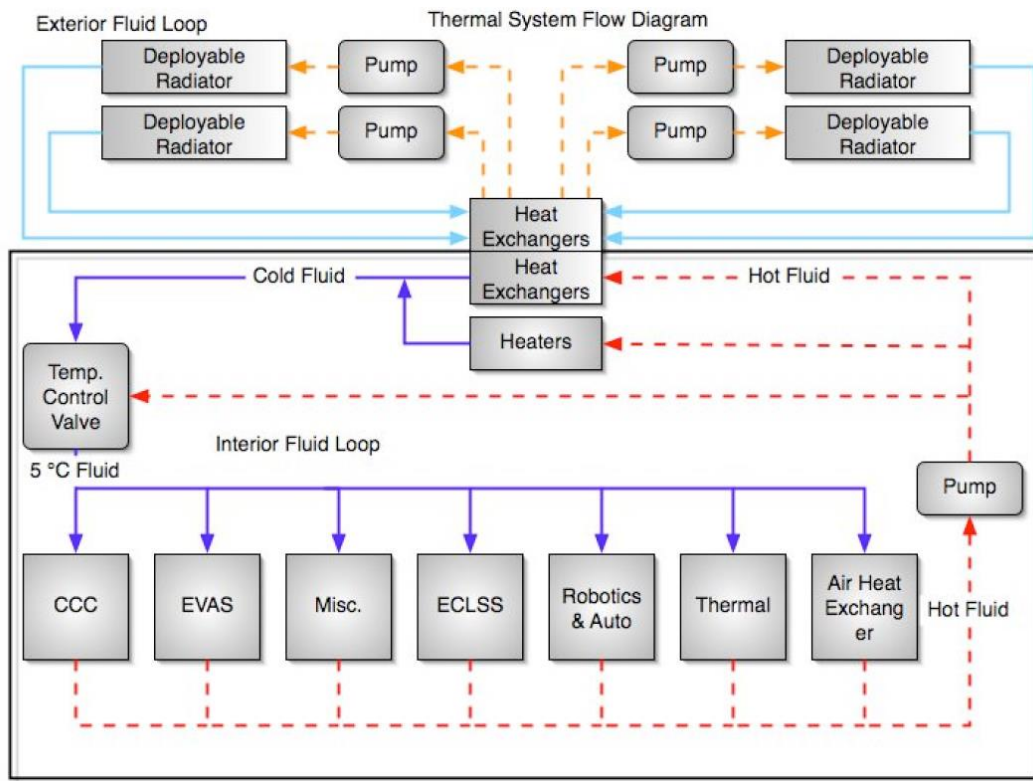 Thermal System Flow Diagram
Exterior Fluid Loop
Deployable
Radiator
Pump
Pump
Deployable
Radiator
Deployable
Radiator
Pump
Pump
Deployable
Radiator
Heat
Exchangers
Cold Fluid
Heat
Exchangers
Hot Fluid
Heaters
Temp.
Control
Valve
Interior Fluid Loop
5 °C Fluid
Pump
CCC
EVAS
Misc.
ECLSS
Robotics
& Auto
Thermal
Air Heat
Exchang
er
Hot Fluid